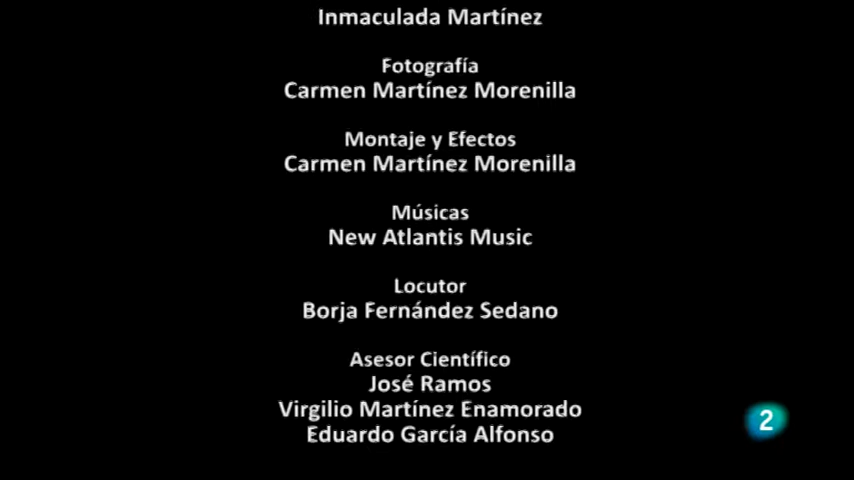 Inmaculada Martínez
Fotografía
Carmen Martínez Morenilla
Montaje y Efectos
Carmen Martínez Morenilla
Músicas
New Atlantis Music
Locutor
Borja Fernández Sedano
Asesor Científico
José Ramos
Virgilio Martínez Enamorado
Eduardo García Alfonso
2